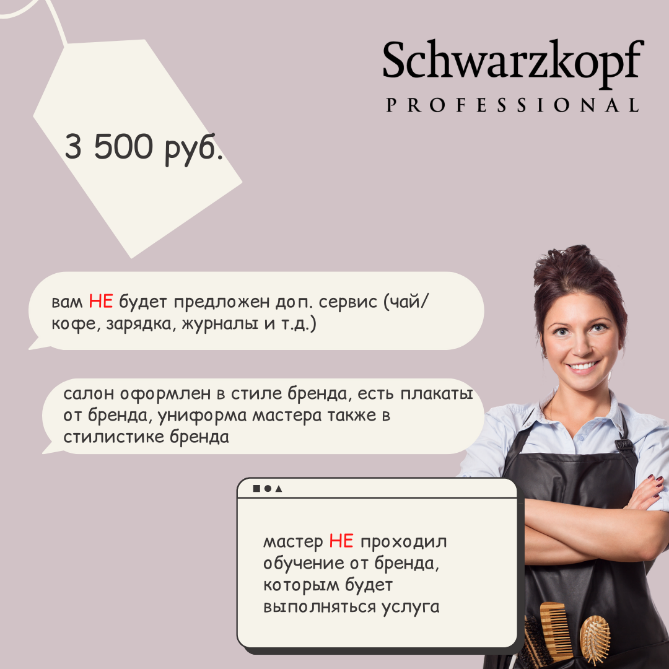 Schwarzkopf
PROFESSIONAL
3 500 руб.
вам НЕ будет предложен доп. сервис (чай/
кофе, зарядка, журналы и т.д.)
салон оформлен в стиле бренда, есть плакаты
от бренда, униформа мастера также в
стилистике бренда
мастер НЕ проходил
обучение от бренда,
которым будет
выполняться услуга